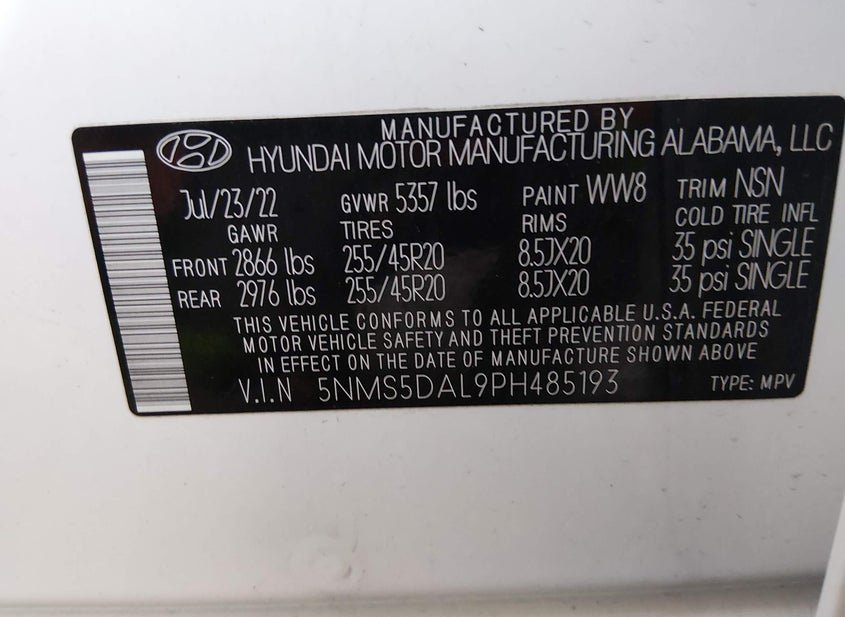 MANUFACTURED BY
HYUNDAI MOTOR MANUFACTURING ALABAMA, LLC
Jul/23/22 GVWR 5357 lbs PAINT WW8 TRIM NSN
GAWR TIRES RIMS COLD TIRE INFL
FRONT 2866 lbs 255/45R20 8.5JX20 35 psi SINGLE
REAR 2976 lbs 255/45R20 8.5JX20 35 psi SINGLE
THIS VEHICLE CONFORMS TO ALL APPLICABLE U.S.A. FEDERAL
MOTOR VEHICLE SAFETY AND THEFT PREVENTION STANDARDS
IN EFFECT ON THE DATE OF MANUFACTURE SHOWN ABOVE
V.I.N 5NMS5DAL9PH485193 TYPE: MPV